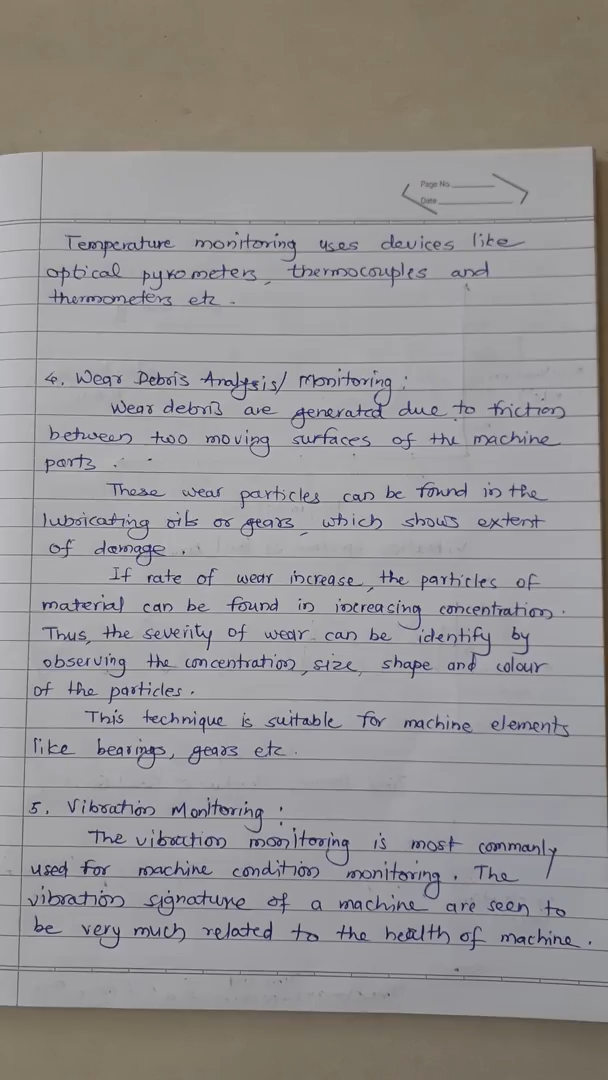 Page No.
Date
Temperature monitoring uses devices like
optical pyrometers, thermocouples and
thermometers etc.
4. Wear Debris Analysis/ Monitoring:
Wear debris are generated due to friction
between two moving surfaces of the machine
parts.
These wear particles can be found in the
lubricating oils or gears, which shows extent
of damage.
If rate of wear increase, the particles of
material can be found in increasing concentration.
Thus, the severity of wear can be identify by
observing the concentration, size, shape and colour
of the particles.
This technique is suitable for machine elements
like bearings, gears etc.
5. Vibration Monitoring:
The vibration monitoring is most commanly
used for machine condition monitoring. The
vibration signature of a machine are seen to
be very much related to the health of machine.